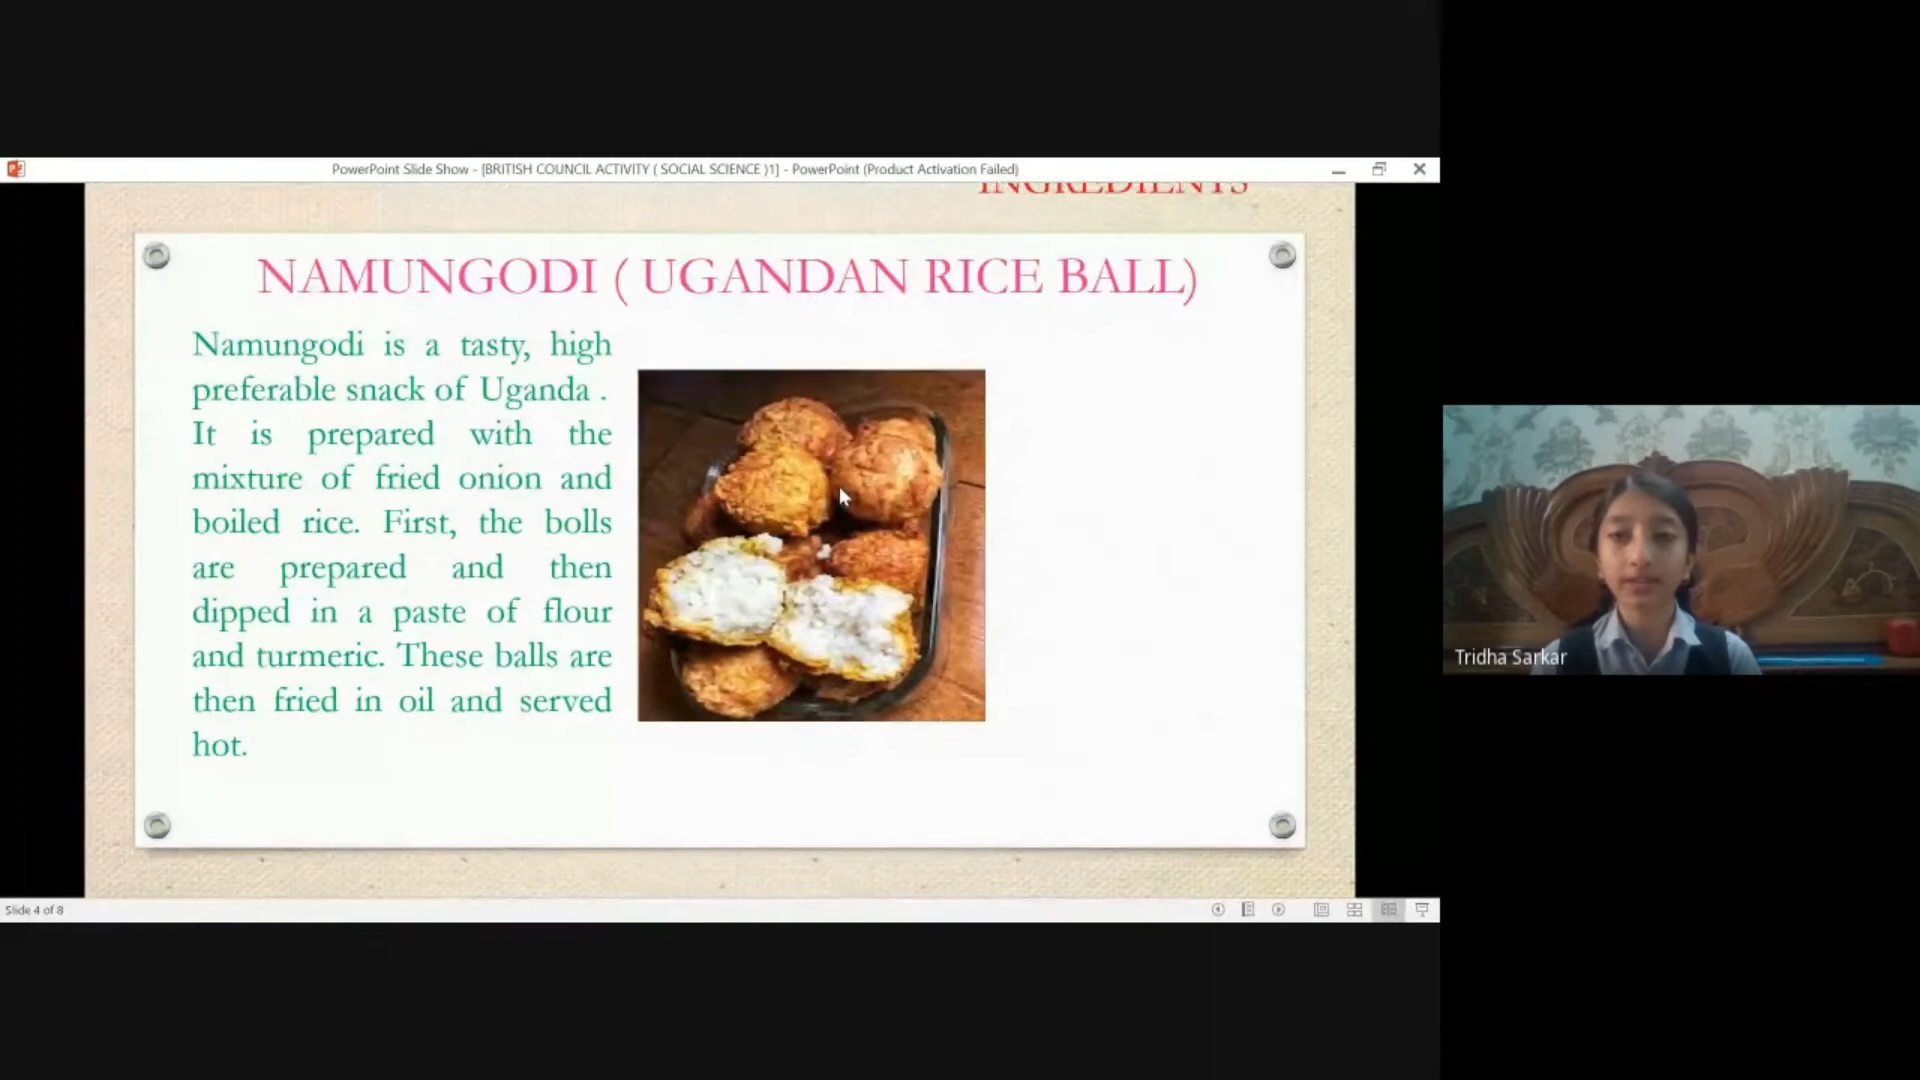 PowerPoint Slide Show - [BRITISH COUNCIL ACTIVITY ( SOCIAL SCIENCE )1] - PowerPoint (Product Activation Failed)
INGREDIENTS
NAMUNGODI ( UGANDAN RICE BALL)
Namungodi is a tasty, high
preferable snack of Uganda .
It is prepared with the
mixture of fried onion and
boiled rice. First, the bolls
are prepared and then
dipped in a paste of flour
and turmeric. These balls are
then fried in oil and served
hot.
Tridha Sarkar
Slide 4 of 8